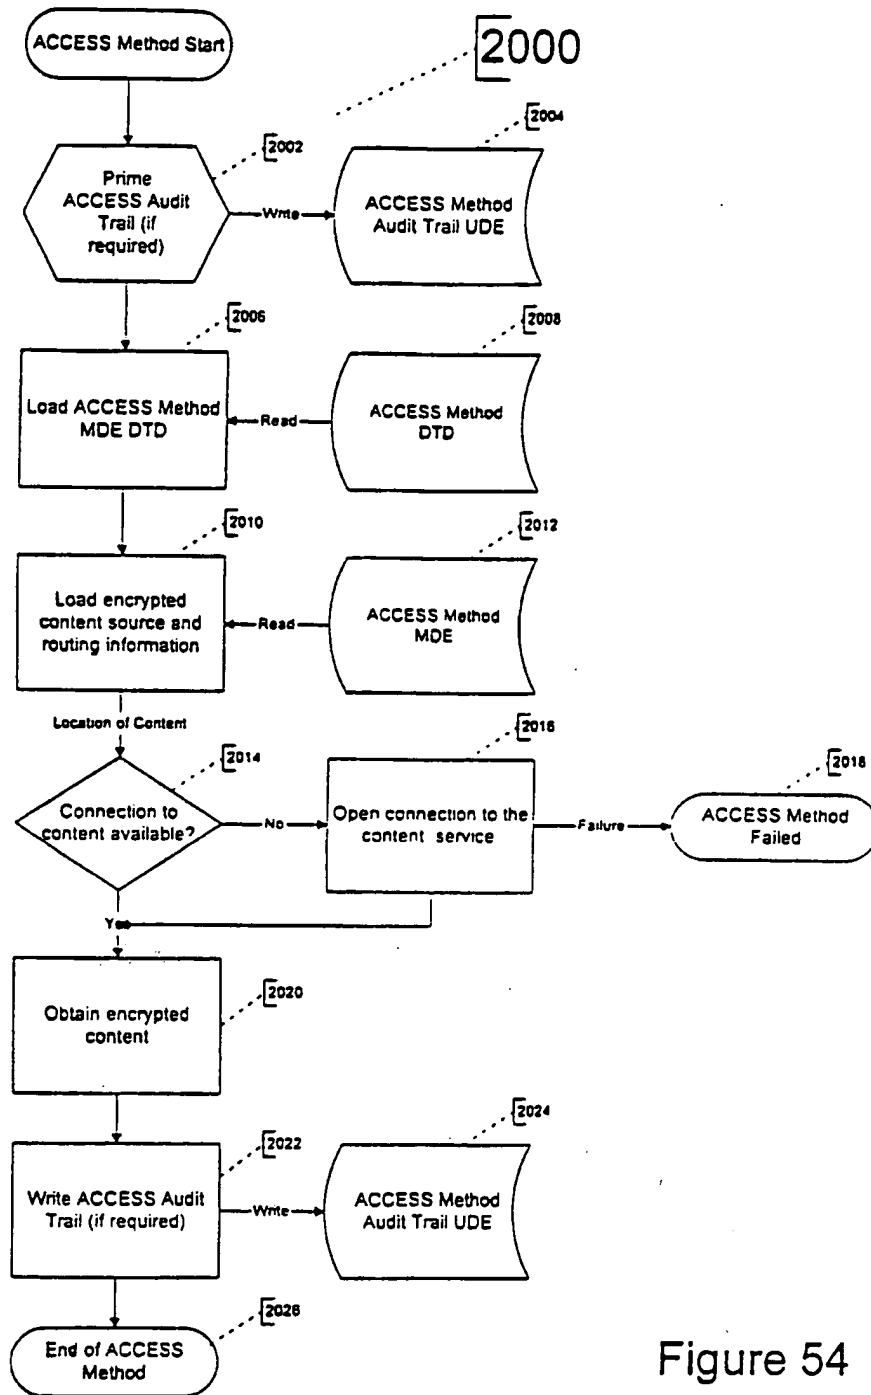 ACCESS Method Start
2000
2002
2004
Prime
ACCESS Audit
Trail (if
required)
Write
ACCESS Method
Audit Trail UDE
2006
2008
Load ACCESS Method
MDE DTD
Read
ACCESS Method
DTD
2010
2012
Load encrypted
content source and
routing information
Read
ACCESS Method
MDE
Location of Content
2014
2016
2018
Connection to
content available?
No
Open connection to the
content service
Failure
ACCESS Method
Failed
Y
2020
Obtain encrypted
content
2022
2024
Write ACCESS Audit
Trail (if required)
Write
ACCESS Method
Audit Trail UDE
2026
End of ACCESS
Method
Figure 54